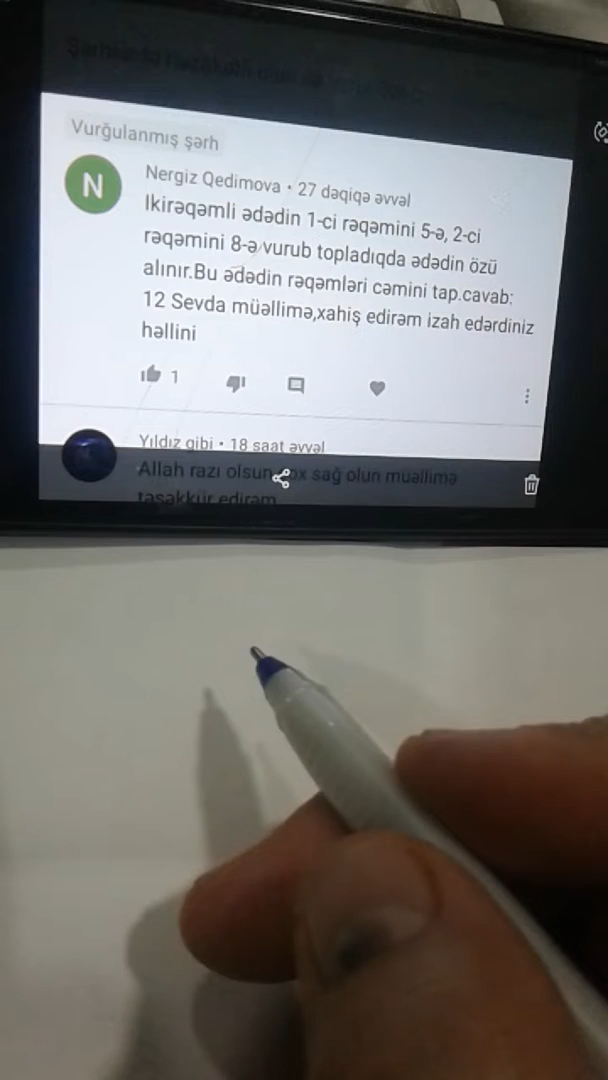 Vurğulanmış şərh
N
Nergiz Qedimova • 27 dəqiqə əvvəl
Ikirəqəmli ədədin 1-ci rəqəmini 5-ə, 2-ci
rəqəmini 8-ə vurub topladıqda ədədin özü
alınır.Bu ədədin rəqəmləri cəmini tap.cavab:
12 Sevda müəllimə,xahiş edirəm izah edərdiniz
həllini
1
Yıldız gibi • 18 saat əvvəl
Allah razı olsun sağ olun müəllimə
təşəkkür edirəm